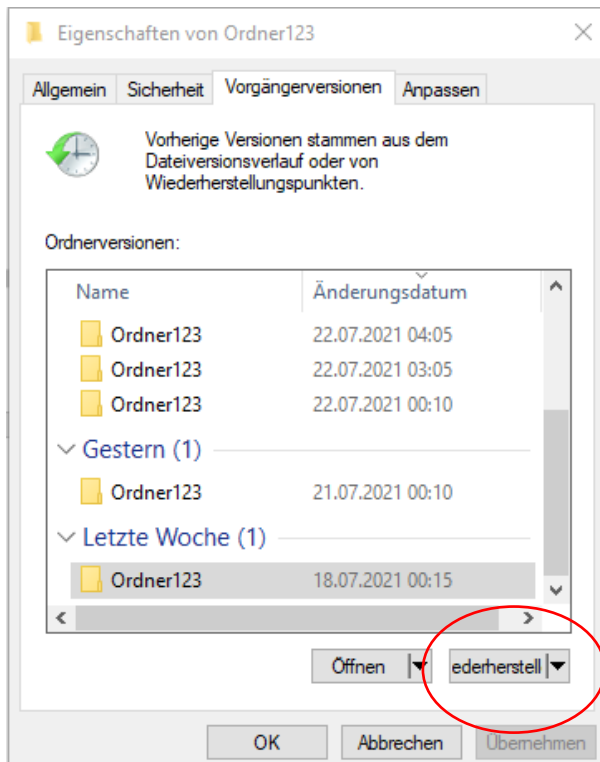 Eigenschaften von Ordner123
Allgemein Sicherheit Vorgängerversionen Anpassen
Vorherige Versionen stammen aus dem
Dateiversionsverlauf oder von
Wiederherstellungspunkten.
Ordnerversionen:
Name Änderungsdatum
Ordner123 22.07.2021 04:05
Ordner123 22.07.2021 03:05
Ordner123 22.07.2021 00:10
Gestern (1)
Ordner123 21.07.2021 00:10
Letzte Woche (1)
Ordner123 18.07.2021 00:15
Öffnen ederherstell
OK Abbrechen Übernehmen